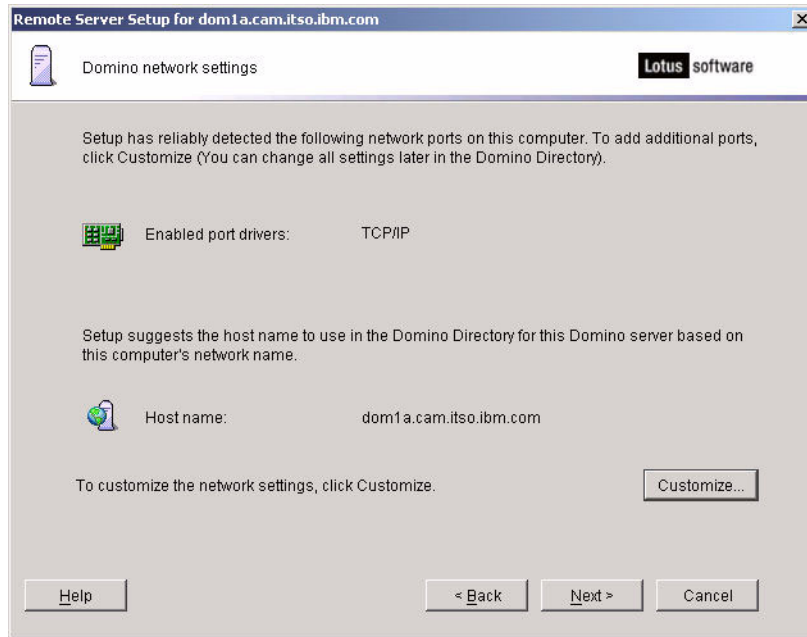 Remote Server Setup for dom1a.cam.itso.ibm.com
Domino network settings
Lotus software
Setup has reliably detected the following network ports on this computer. To add additional ports,
click Customize (You can change all settings later in the Domino Directory).
Enabled port drivers: TCP/IP
Setup suggests the host name to use in the Domino Directory for this Domino server based on
this computer's network name.
Host name: dom1a.cam.itso.ibm.com
To customize the network settings, click Customize. Customize...
Help < Back Next > Cancel